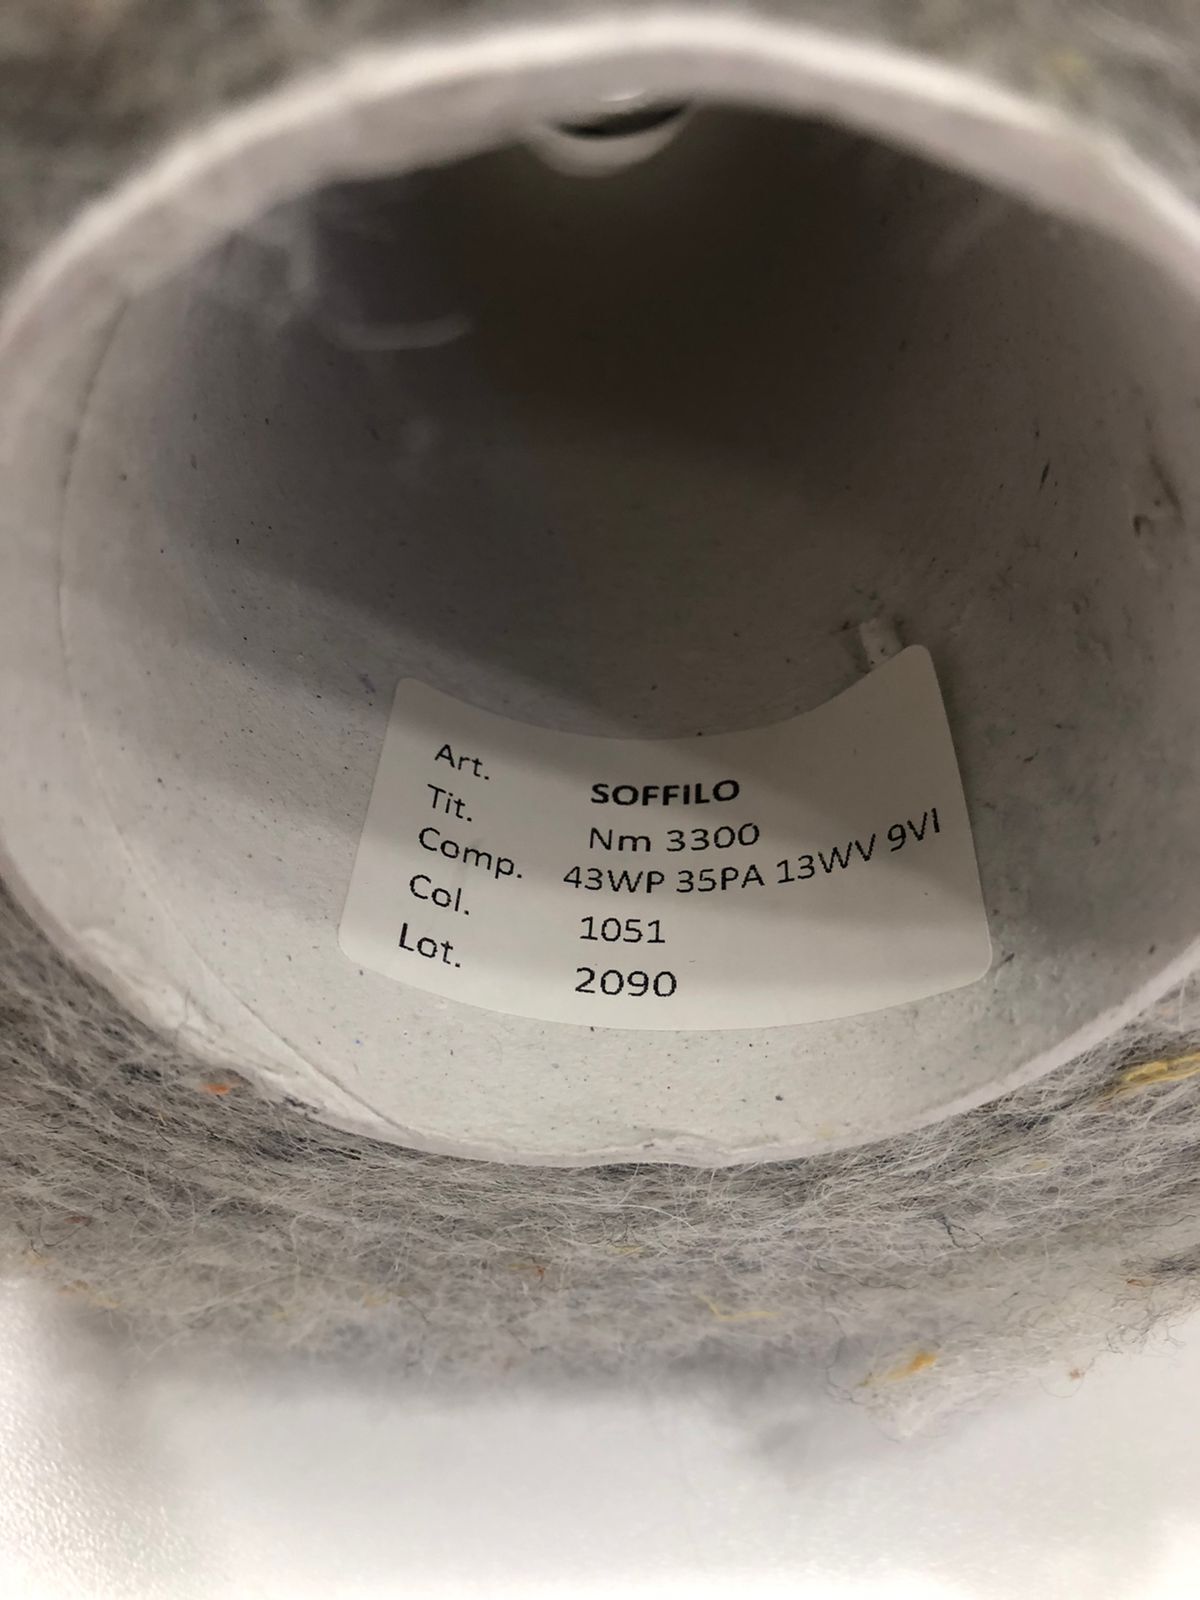 Art. SOFFILO
Tit. Nm 3300
Comp. 43WP 35PA 13WV 9VI
Col. 1051
Lot. 2090